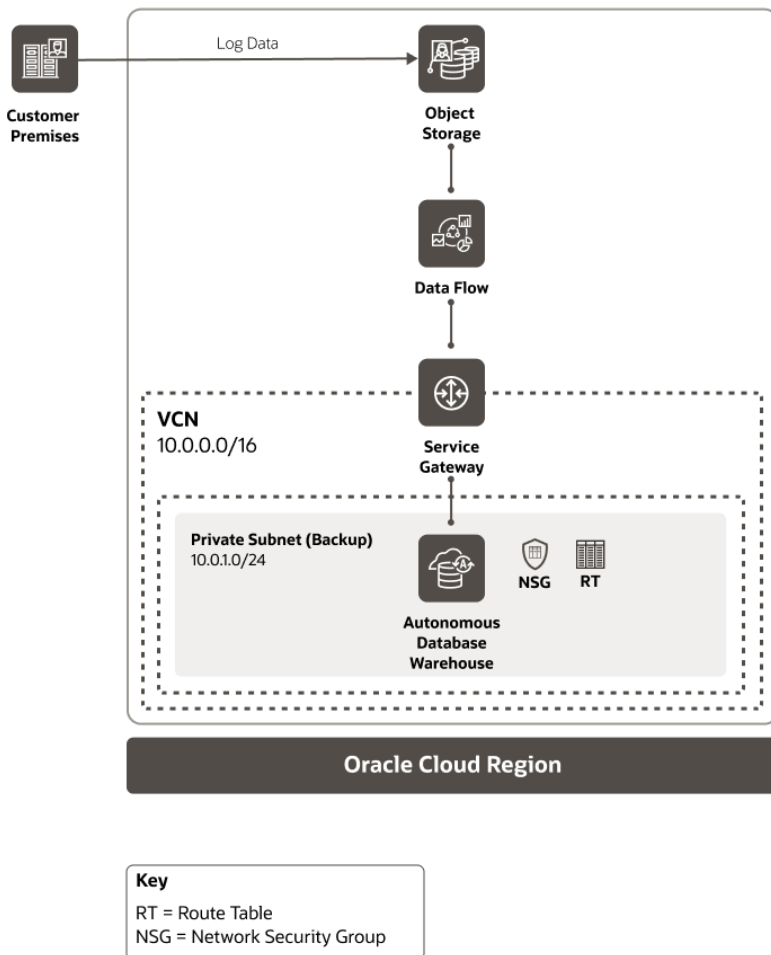 Log Data
Customer
Premises
Object
Storage
Data Flow
VCN
10.0.0.0/16
Service
Gateway
Private Subnet (Backup)
10.0.1.0/24
A
NSG
RT
Autonomous
Database
Warehouse
Oracle Cloud Region
Key
RT = Route Table
NSG = Network Security Group